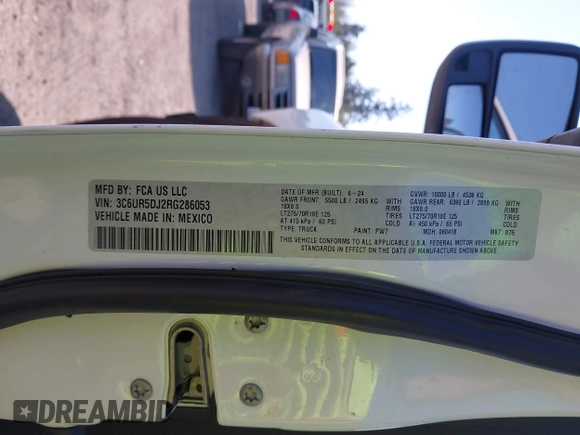 MFD BY: FCA US LLC
VIN: 3C6UR5DJ2RG286053
VEHICLE MADE IN: MEXICO
DATE OF MFR (BUILT): 6-24
GAWR FRONT: 5500 LB / 2495 KG
18X8.0
LT275/70R18E 125
AT 415 kPa / 60 PSI
TYPE: TRUCK
WITH
RIMS
TIRES
COLD
PAINT: PW7
GVWR: 10000 LB / 4536 KG
GAWR REAR: 6390 LB / 2899 KG
18X8.0
LT275/70R18E 125
At 450 kPa / 65 PSI
MDH: 060418
WITH
RIMS
TIRES
COLD
MKT: 875
THIS VEHICLE CONFORMS TO ALL APPLICABLE U.S.A. FEDERAL MOTOR VEHICLE SAFETY
STANDARDS IN EFFECT ON THE DATE OF MANUFACTURE SHOWN ABOVE.
DREAMBID